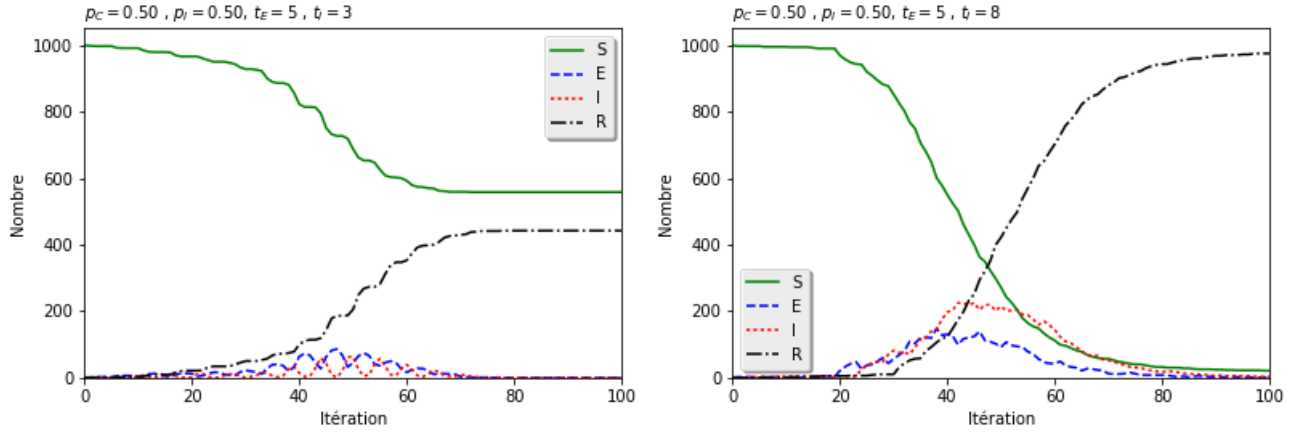 p_C = 0.50 , p_I = 0.50, t_E = 5 , t_I = 3
1000
800
600
400
200
0
Nombre
S
E
I
R
0 20 40 60 80 100
Itération
p_C = 0.50 , p_I = 0.50, t_E = 5 , t_I = 8
1000
800
600
400
200
0
Nombre
S
E
I
R
0 20 40 60 80 100
Itération